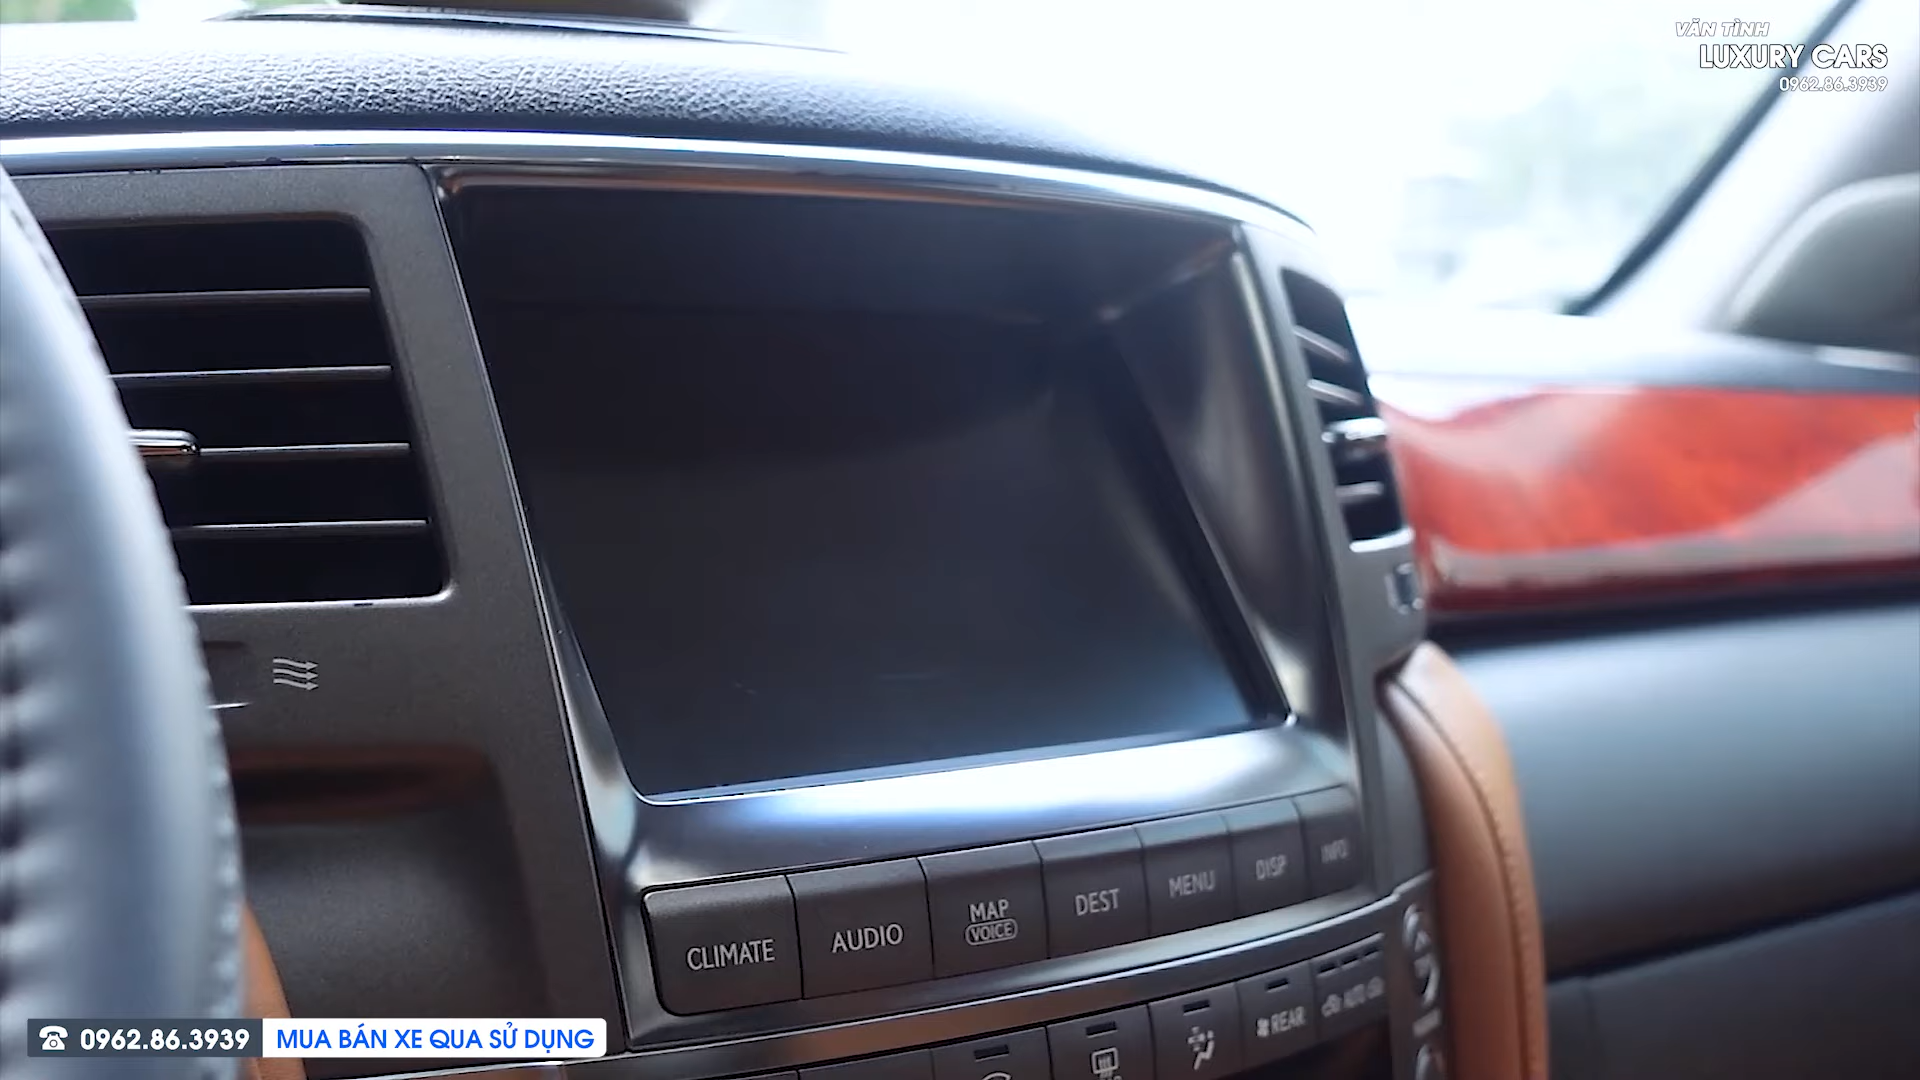 VĂN TÌNH
LUXURY CARS
0962.86.3939
CLIMATE
AUDIO
MAP
VOICE
DEST
MENU
DISP
INFO
REAR
AUTO
0962.86.3939
MUA BÁN XE QUA SỬ DỤNG